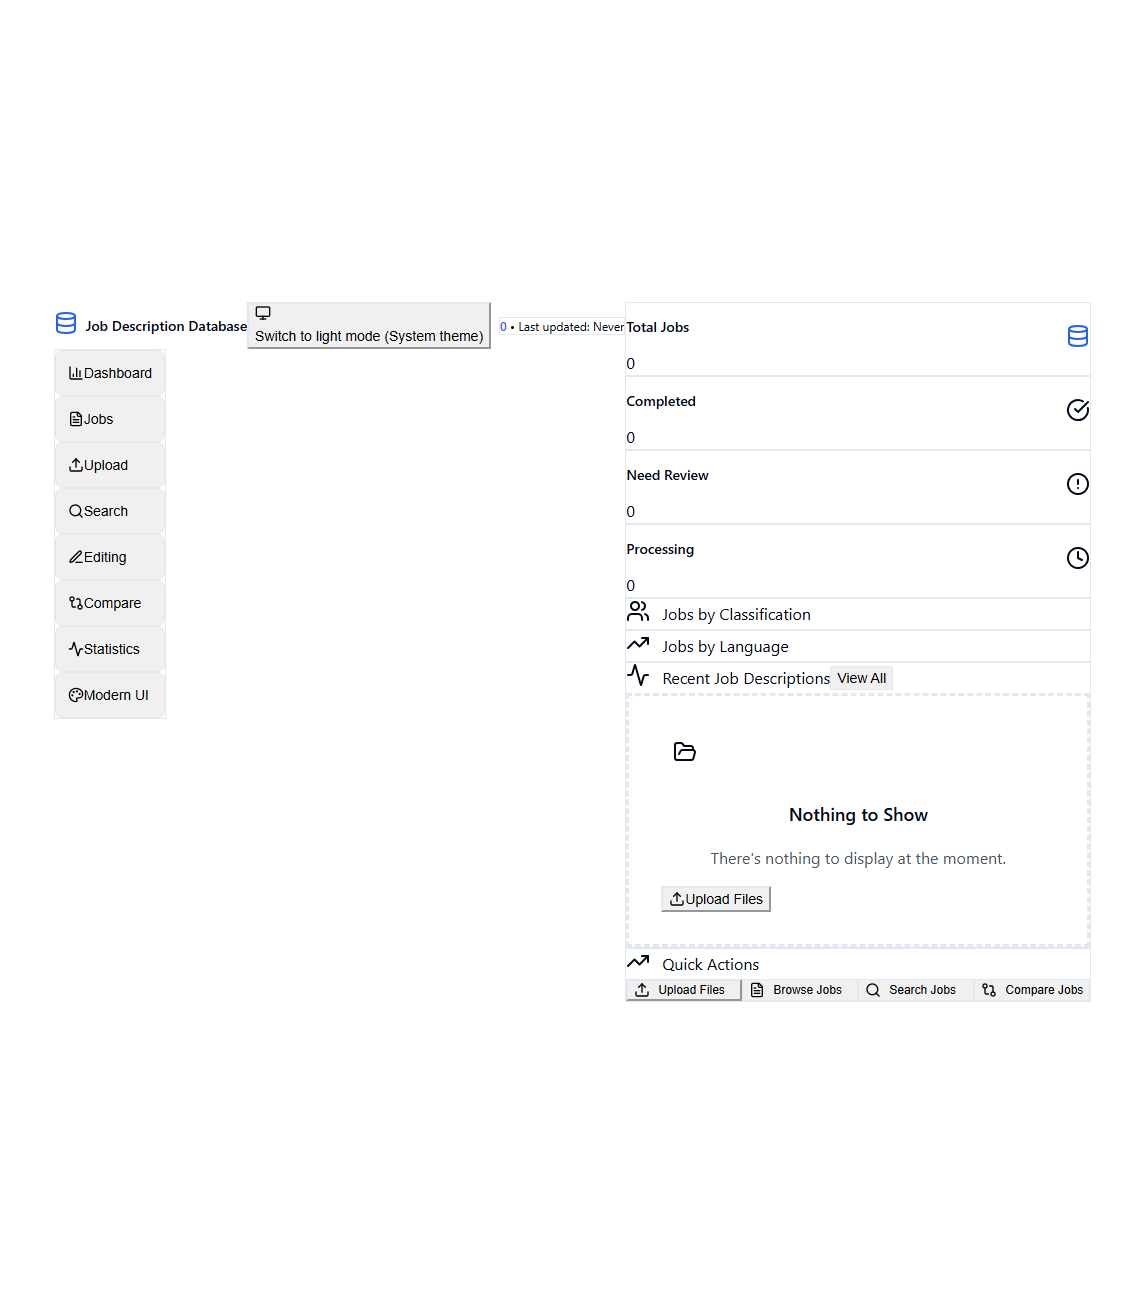 Job Description Database
Switch to light mode (System theme)
0 • Last updated: Never
Dashboard
Jobs
Upload
Search
Editing
Compare
Statistics
Modern UI
Total Jobs
0
Completed
0
Need Review
0
Processing
0
Jobs by Classification
Jobs by Language
Recent Job Descriptions View All
Nothing to Show
There's nothing to display at the moment.
Upload Files
Quick Actions
Upload Files Browse Jobs Search Jobs Compare Jobs